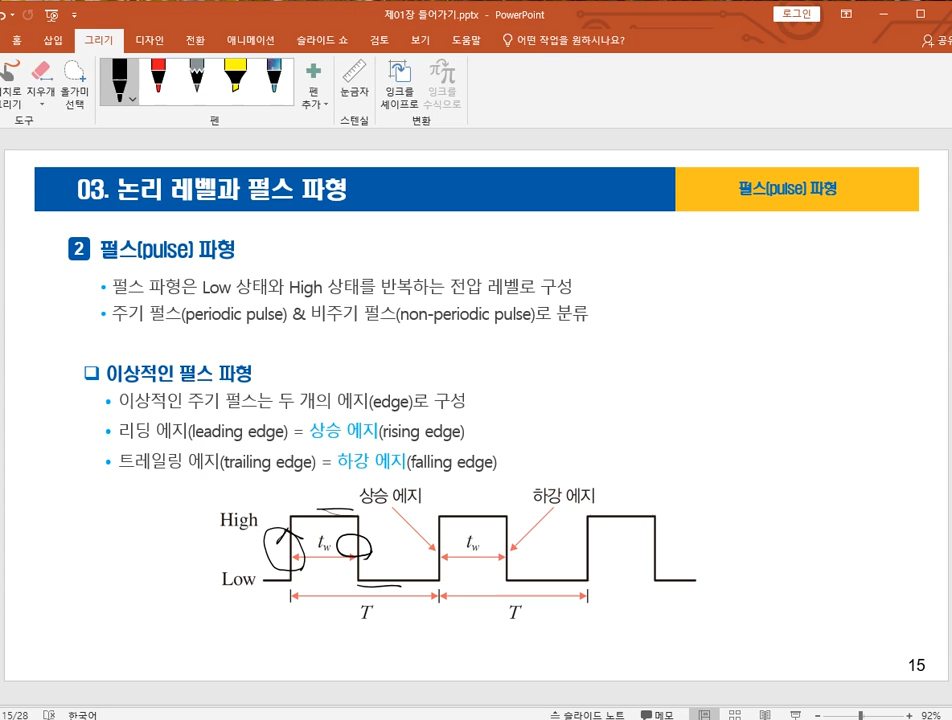 제01장 들어가기.pptx - PowerPoint
로그인
홈 삽입 그리기 디자인 전환 애니메이션 슬라이드 쇼 검토 보기 도움말 어떤 작업을 원하시나요? 공유
지우개 올가미 선택 펜 추가 눈금자 잉크를 셰이프로 잉크를 수식으로
도구 펜 스텐실 변환
03. 논리 레벨과 펄스 파형 펄스(pulse) 파형
2 펄스(pulse) 파형
• 펄스 파형은 Low 상태와 High 상태를 반복하는 전압 레벨로 구성
• 주기 펄스(periodic pulse) & 비주기 펄스(non-periodic pulse)로 분류
❑ 이상적인 펄스 파형
• 이상적인 주기 펄스는 두 개의 에지(edge)로 구성
• 리딩 에지(leading edge) = 상승 에지(rising edge)
• 트레일링 에지(trailing edge) = 하강 에지(falling edge)
상승 에지 하강 에지
High
tw tw
Low
T T
15
15/28 한국어 슬라이드 노트 메모 92%